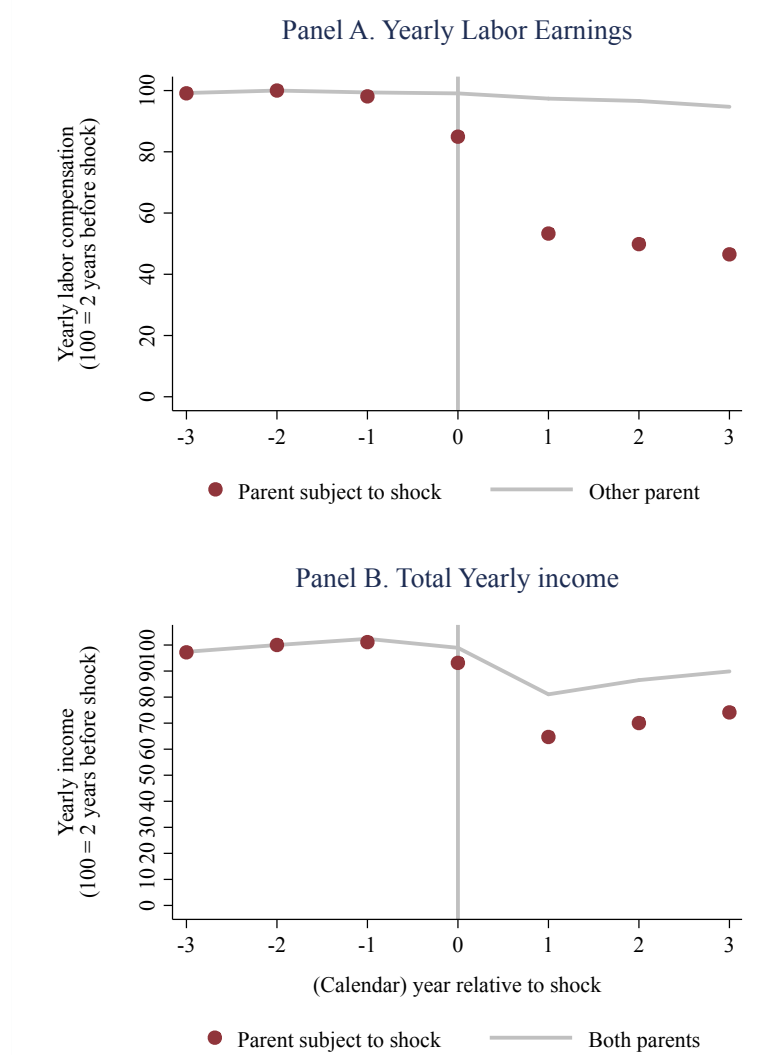 Panel A. Yearly Labor Earnings
Yearly labor compensation
(100 = 2 years before shock)
100
80
60
40
20
0
-3 -2 -1 0 1 2 3
Parent subject to shock Other parent
Panel B. Total Yearly income
Yearly income
(100 = 2 years before shock)
100
90
80
70
60
50
40
30
20
10
0
-3 -2 -1 0 1 2 3
(Calendar) year relative to shock
Parent subject to shock Both parents